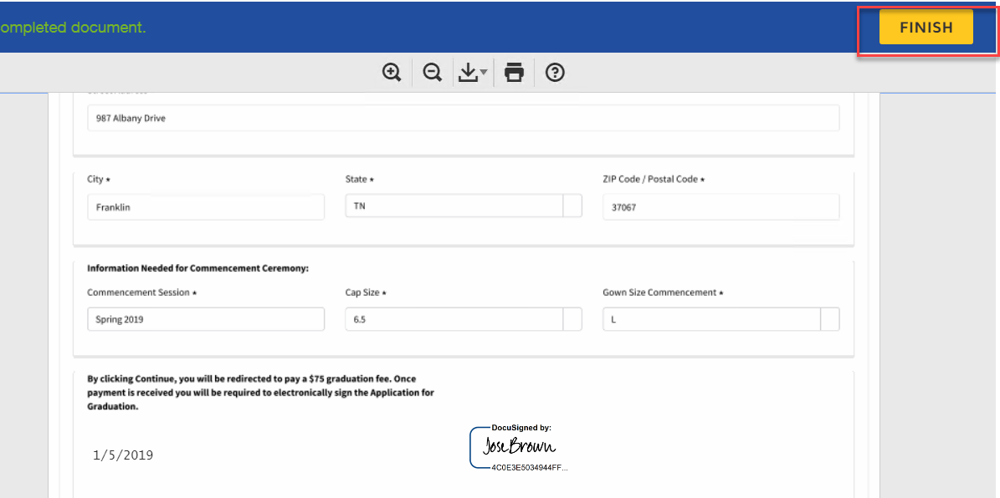 ompleted document.
FINISH
987 Albany Drive
City *
State *
ZIP Code / Postal Code *
Franklin
TN
37067
Information Needed for Commencement Ceremony:
Commencement Session *
Cap Size *
Gown Size Commencement *
Spring 2019
6.5
L
By clicking Continue, you will be redirected to pay a $75 graduation fee. Once
payment is received you will be required to electronically sign the Application for
Graduation.
DocuSigned by:
Jose Brown
1/5/2019
4C0E3E5034944FF...